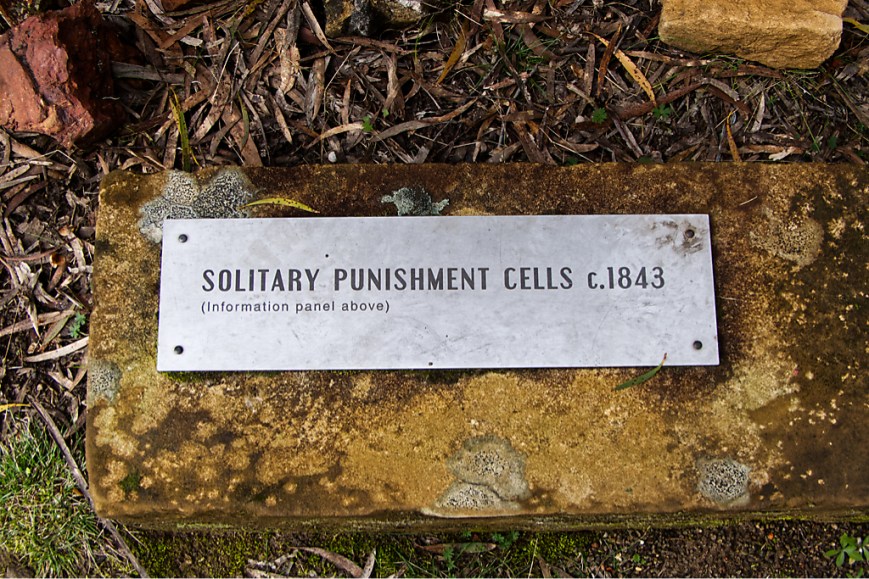 SOLITARY PUNISHMENT CELLS c.1843
(Information panel above)